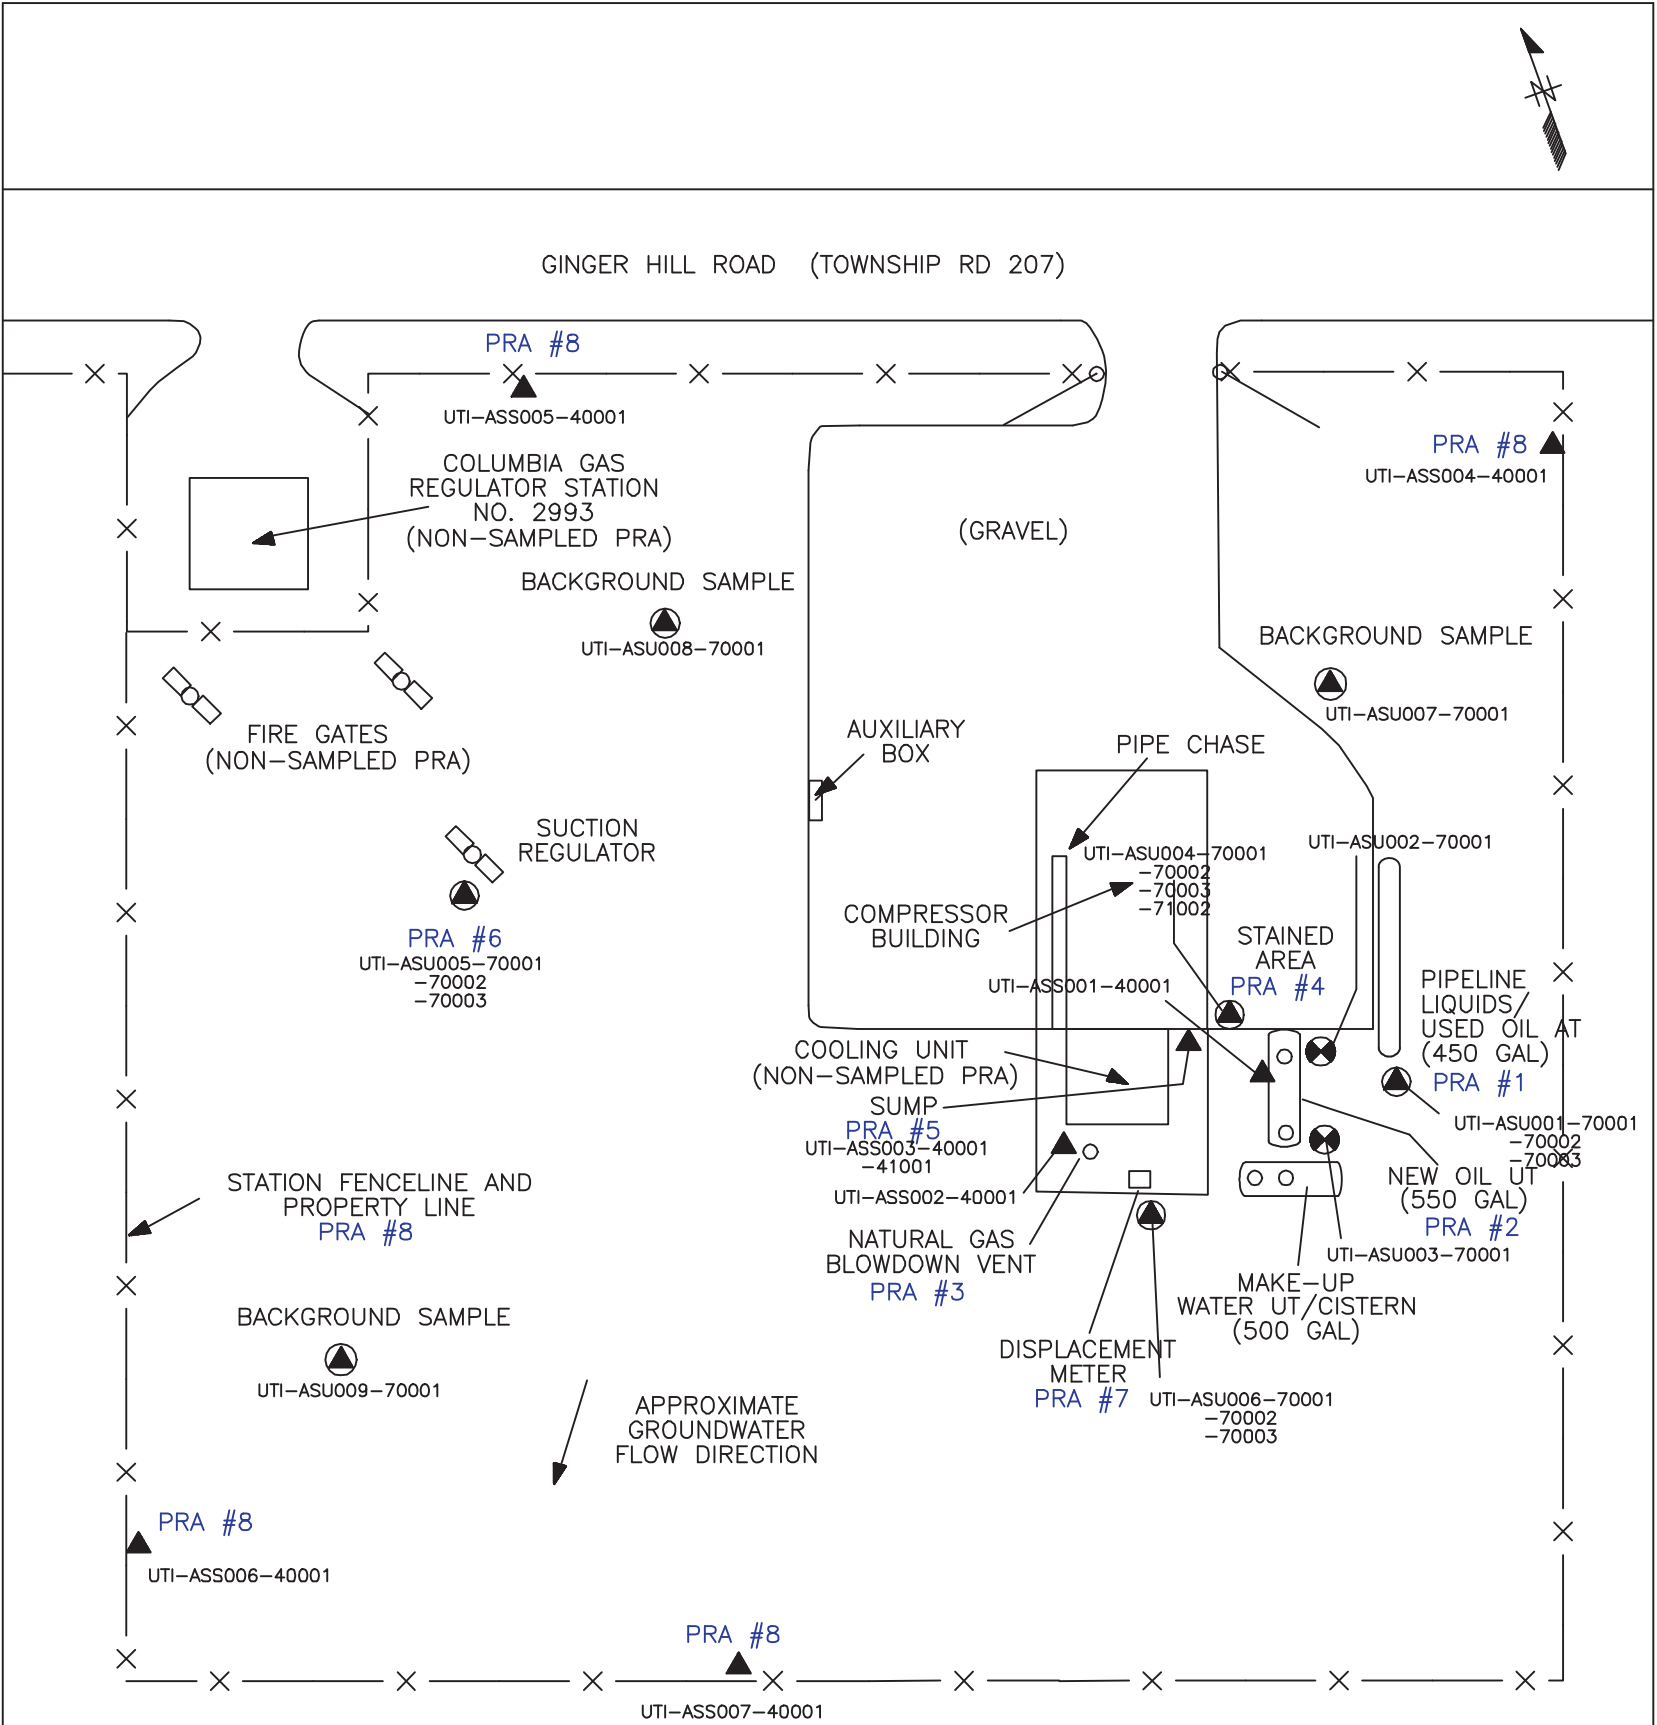 GINGER HILL ROAD (TOWNSHIP RD 207)
PRA #8
UTI-ASS005-40001
PRA #8
UTI-ASS004-40001
COLUMBIA GAS
REGULATOR STATION
NO. 2993
(NON-SAMPLED PRA)
(GRAVEL)
BACKGROUND SAMPLE
UTI-ASU008-70001
BACKGROUND SAMPLE
UTI-ASU007-70001
FIRE GATES
(NON-SAMPLED PRA)
AUXILIARY
BOX
PIPE CHASE
SUCTION
REGULATOR
UTI-ASU002-70001
UTI-ASU004-70001
-70002
-70003
-71002
COMPRESSOR
BUILDING
PRA #6
UTI-ASU005-70001
-70002
-70003
STAINED
AREA
PRA #4
UTI-ASS001-40001
PIPELINE
LIQUIDS/
USED OIL AT
(450 GAL)
PRA #1
COOLING UNIT
(NON-SAMPLED PRA)
SUMP
PRA #5
UTI-ASS003-40001
-41001
UTI-ASU001-70001
-70002
-70003
UTI-ASS002-40001
NEW OIL UT
(550 GAL)
PRA #2
STATION FENCELINE AND
PROPERTY LINE
PRA #8
NATURAL GAS
BLOWDOWN VENT
PRA #3
UTI-ASU003-70001
MAKE-UP
WATER UT/CISTERN
(500 GAL)
BACKGROUND SAMPLE
UTI-ASU009-70001
DISPLACEMENT
METER
PRA #7
UTI-ASU006-70001
-70002
-70003
APPROXIMATE
GROUNDWATER
FLOW DIRECTION
PRA #8
UTI-ASS006-40001
PRA #8
UTI-ASS007-40001